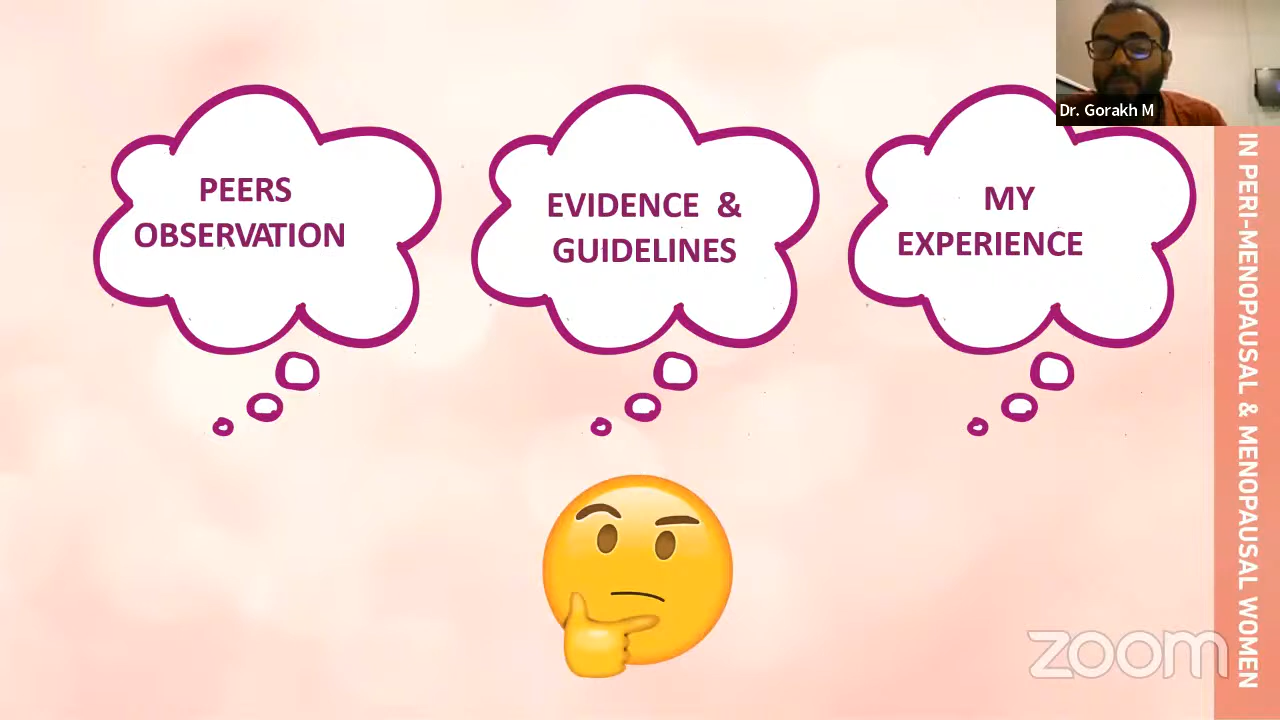 PEERS
OBSERVATION
EVIDENCE & 
GUIDELINES
MY
EXPERIENCE
Dr. Gorakh M
IN PERI-MENOPAUSAL & MENOPAUSAL WOMEN
zoom